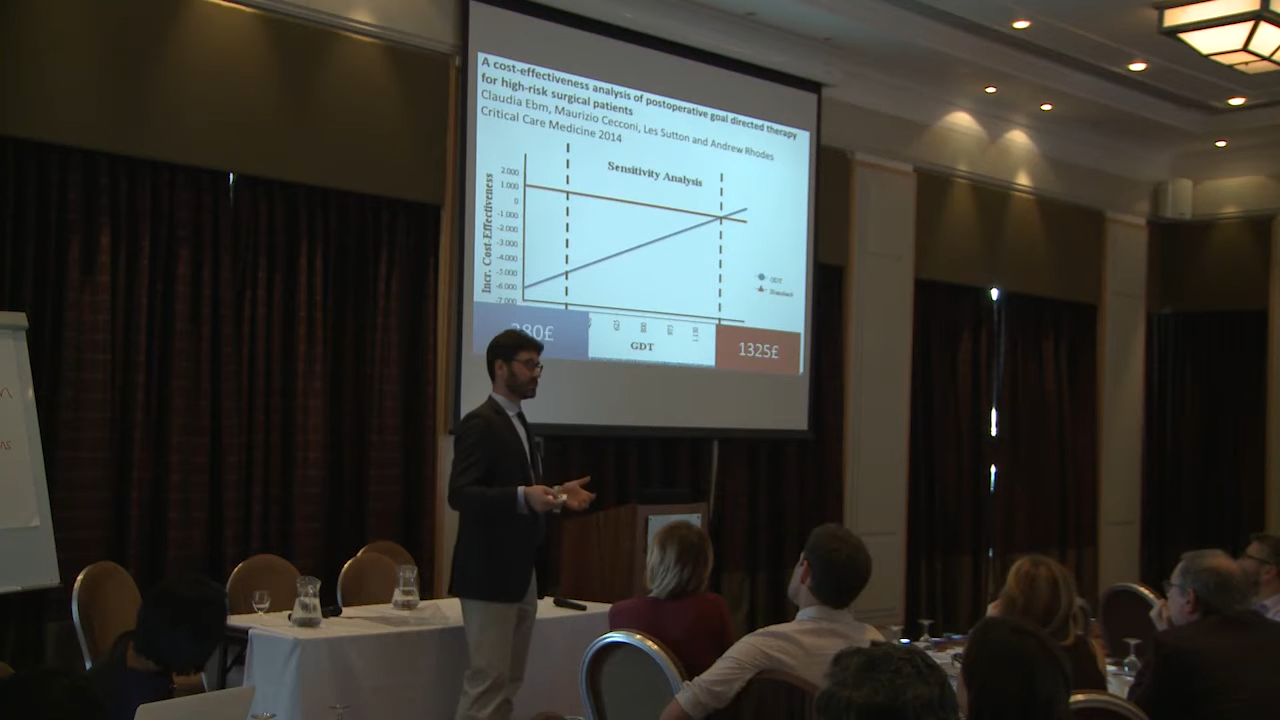 A cost-effectiveness analysis of postoperative goal directed therapy
for high-risk surgical patients
Claudia Ebm, Maurizio Cecconi, Les Sutton and Andrew Rhodes
Critical Care Medicine 2014
Sensitivity Analysis
Incr. Cost-Effectiveness
2.000
1.000
0
-1.000
-2.000
-3.000
-4.000
-5.000
-6.000
-7.000
GDT
Standard
GDT
80£
1325£